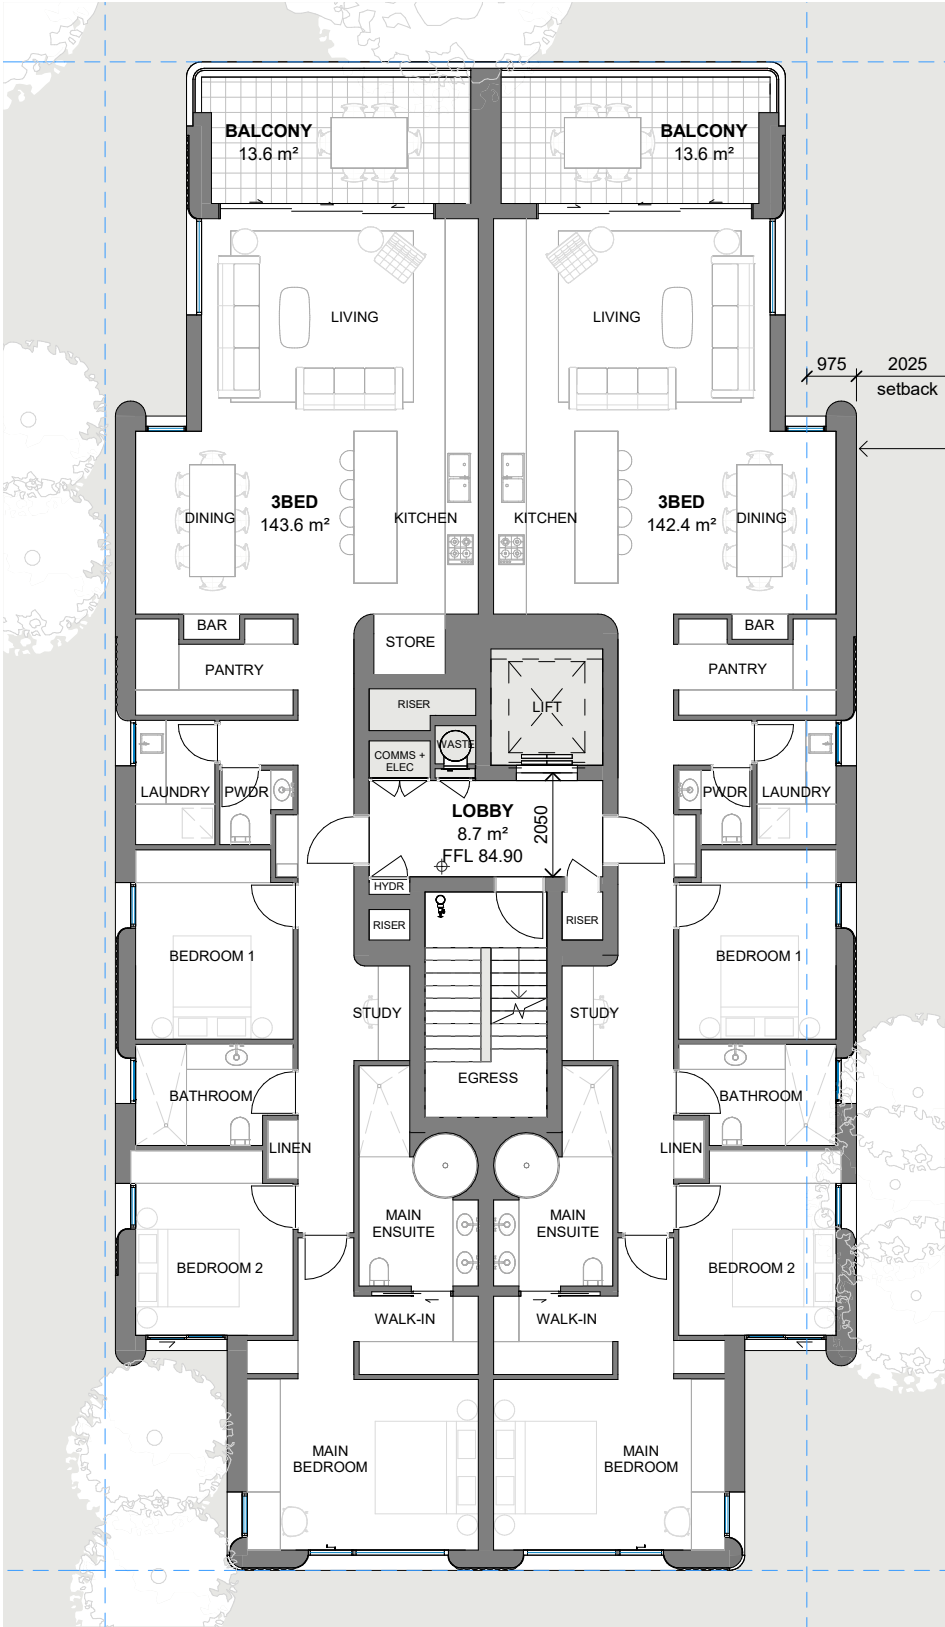 BALCONY
13.6 m²
BALCONY
13.6 m²
LIVING
LIVING
975
2025
setback
3BED
143.6 m²
3BED
142.4 m²
DINING
KITCHEN
KITCHEN
DINING
BAR
BAR
STORE
PANTRY
PANTRY
RISER
LIFT
WASTE
COMMS +
ELEC
LAUNDRY
PWDR
PWDR
LAUNDRY
LOBBY
8.7 m²
FFL 84.90
2050
HYDR
RISER
RISER
BEDROOM 1
BEDROOM 1
STUDY
STUDY
EGRESS
BATHROOM
BATHROOM
LINEN
LINEN
MAIN
ENSUITE
MAIN
ENSUITE
BEDROOM 2
BEDROOM 2
WALK-IN
WALK-IN
MAIN
BEDROOM
MAIN
BEDROOM